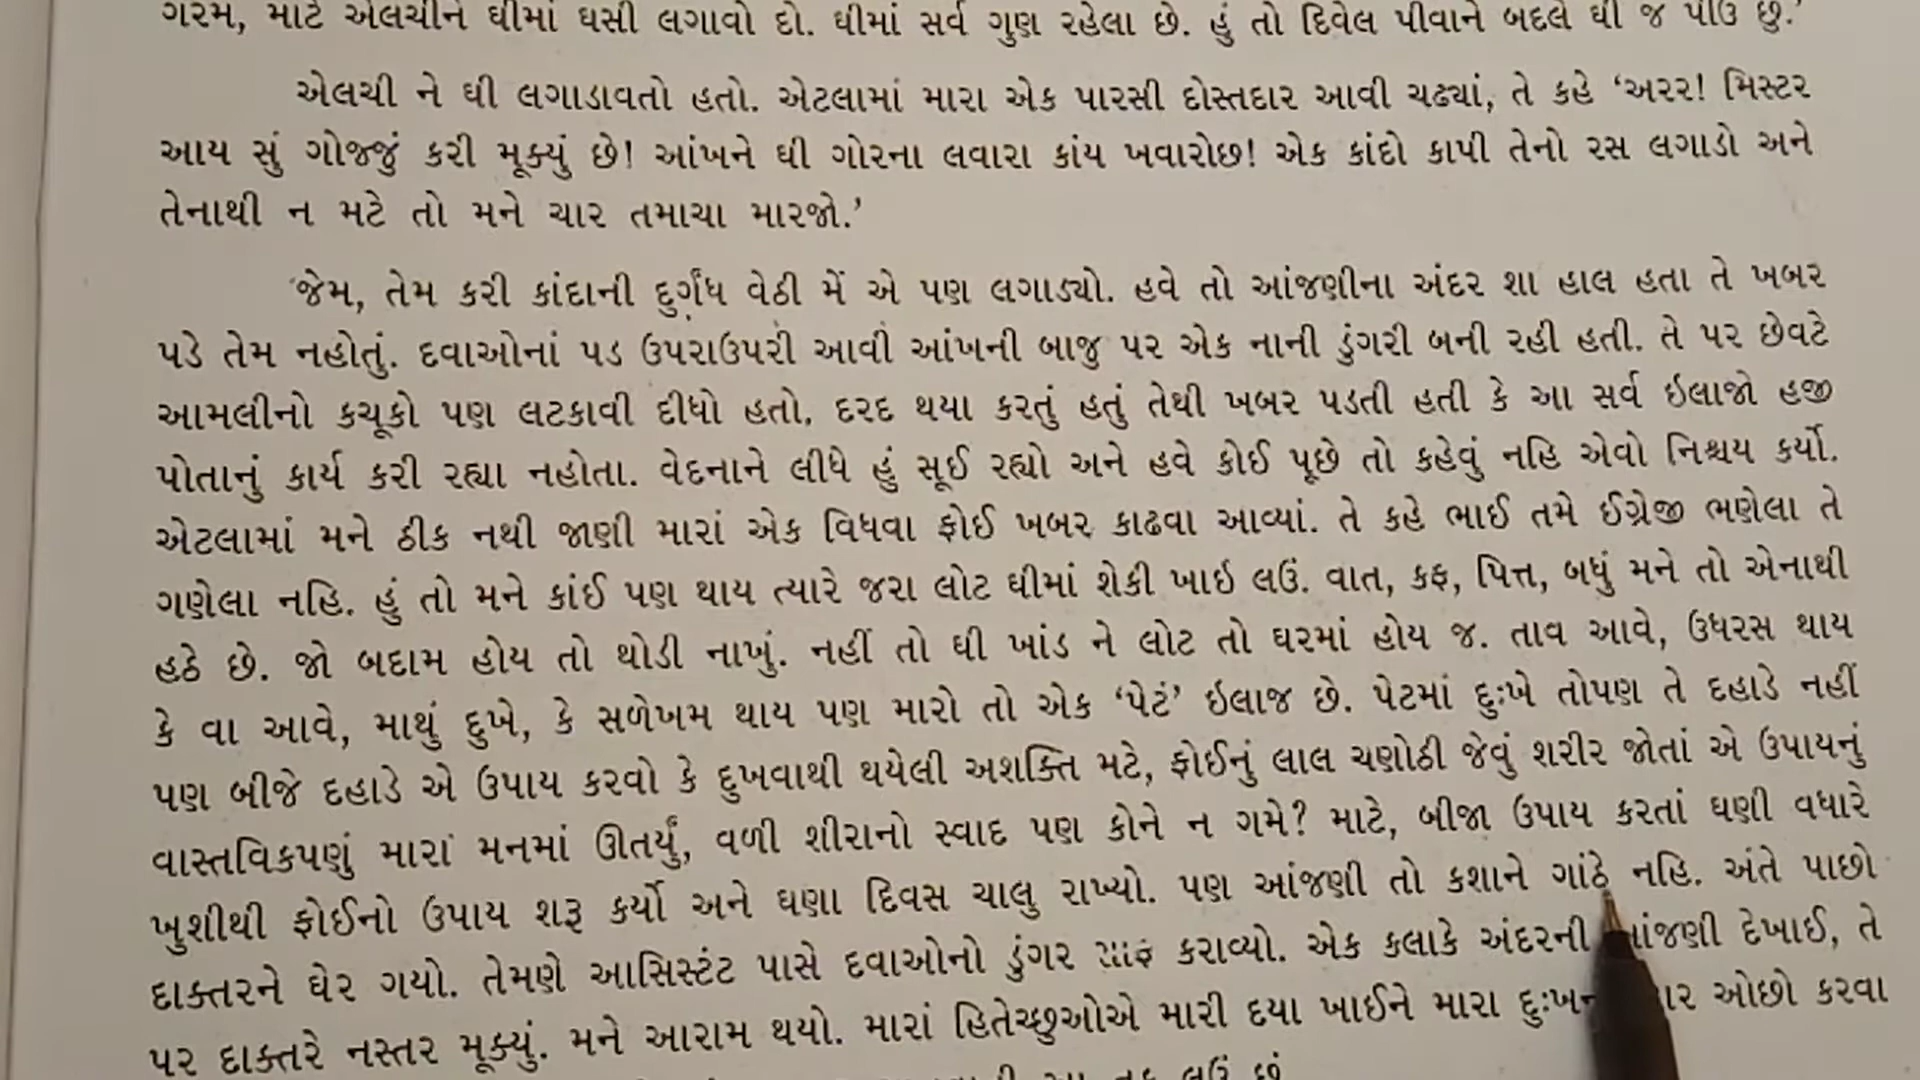 ગરમ, માટે એલચીને ઘીમાં ઘસી લગાવો દો. ઘીમાં સર્વ ગુણ રહેલા છે. હું તો દિવેલ પીવાને બદલે ઘી જ પીઉં છું.’
એલચી ને ઘી લગાડાવતો હતો. એટલામાં મારા એક પારસી દોસ્તદાર આવી ચઢ્યાં, તે કહે ‘અરર! મિસ્ટર
આય સું ગોજ્જું કરી મૂક્યું છે! આંખને ઘી ગોરના લવારા કાંય ખવારોછ! એક કાંદો કાપી તેનો રસ લગાડો અને
તેનાથી ન મટે તો મને ચાર તમાચા મારજો.’
‘જેમ, તેમ કરી કાંદાની દુર્ગંધ વેઠી મેં એ પણ લગાડ્યો. હવે તો આંજણીના અંદર શા હાલ હતા તે ખબર
પડે તેમ નહોતું. દવાઓનાં પડ ઉપરાઉપરી આવી આંખની બાજુ પર એક નાની ડુંગરી બની રહી હતી. તે પર છેવટે
આમલીનો કચૂકો પણ લટકાવી દીધો હતો. દરદ થયા કરતું હતું તેથી ખબર પડતી હતી કે આ સર્વ ઇલાજો હજી
પોતાનું કાર્ય કરી રહ્યા નહોતા. વેદનાને લીધે હું સૂઈ રહ્યો અને હવે કોઈ પૂછે તો કહેવું નહિ એવો નિશ્ચય કર્યો.
એટલામાં મને ઠીક નથી જાણી મારાં એક વિધવા ફોઈ ખબર કાઢવા આવ્યાં. તે કહે ભાઈ તમે ઈંગ્રેજી ભણેલા તે
ગણેલા નહિ. હું તો મને કાંઈ પણ થાય ત્યારે જરા લોટ ઘીમાં શેકી ખાઇ લઉં. વાત, કફ, પિત્ત, બધું મને તો એનાથી
હઠે છે. જો બદામ હોય તો થોડી નાખું. નહીં તો ઘી ખાંડ ને લોટ તો ઘરમાં હોય જ. તાવ આવે, ઉધરસ થાય
કે વા આવે, માથું દુખે, કે સળેખમ થાય પણ મારો તો એક ‘પેટં’ ઇલાજ છે. પેટમાં દુઃખે તોપણ તે દહાડે નહીં
પણ બીજે દહાડે એ ઉપાય કરવો કે દુખવાથી થયેલી અશક્તિ મટે, ફોઈનું લાલ ચણોઠી જેવું શરીર જોતાં એ ઉપાયનું
વાસ્તવિકપણું મારાં મનમાં ઊતર્યું, વળી શીરાનો સ્વાદ પણ કોને ન ગમે? માટે, બીજા ઉપાય કરતાં ઘણી વધારે
ખુશીથી ફોઈનો ઉપાય શરૂ કર્યો અને ઘણા દિવસ ચાલુ રાખ્યો. પણ આંજણી તો કશાને ગાંઠે નહિ. અંતે પાછો
દાક્તરને ઘેર ગયો. તેમણે આસિસ્ટંટ પાસે દવાઓનો ડુંગર કરાવ્યો. એક કલાકે અંદરની આંજણી દેખાઈ, તે
પર દાક્તરે નસ્તર મૂક્યું. મને આરામ થયો. મારાં હિતેચ્છુઓએ મારી દયા ખાઈને મારા ઓછો કરવા
લઉં છું